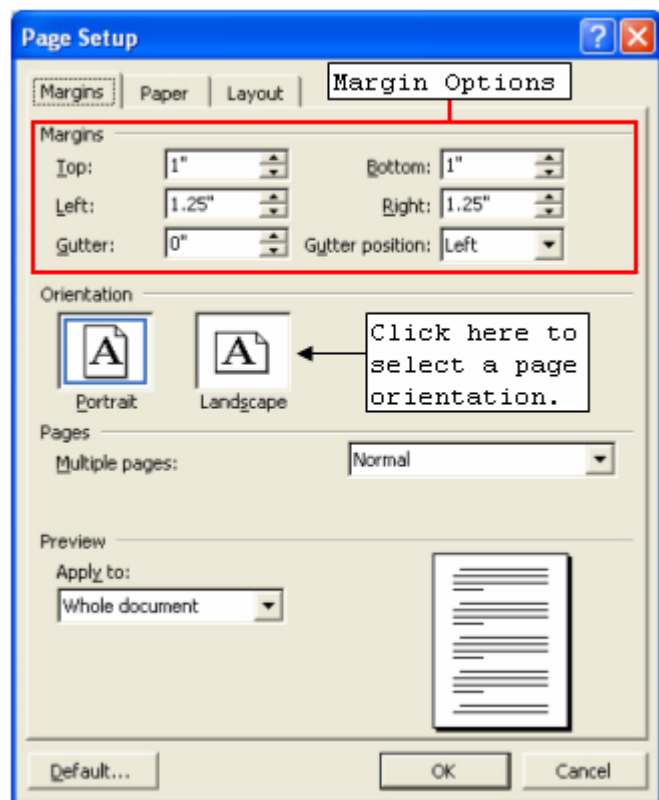 Page Setup
Margins Paper Layout
Margin Options
Margins
Top: 1" Bottom: 1"
Left: 1.25" Right: 1.25"
Gutter: 0" Gutter position: Left
Orientation
A A
Portrait Landscape
Click here to
select a page
orientation.
Pages
Multiple pages: Normal
Preview
Apply to:
Whole document
Default... OK Cancel